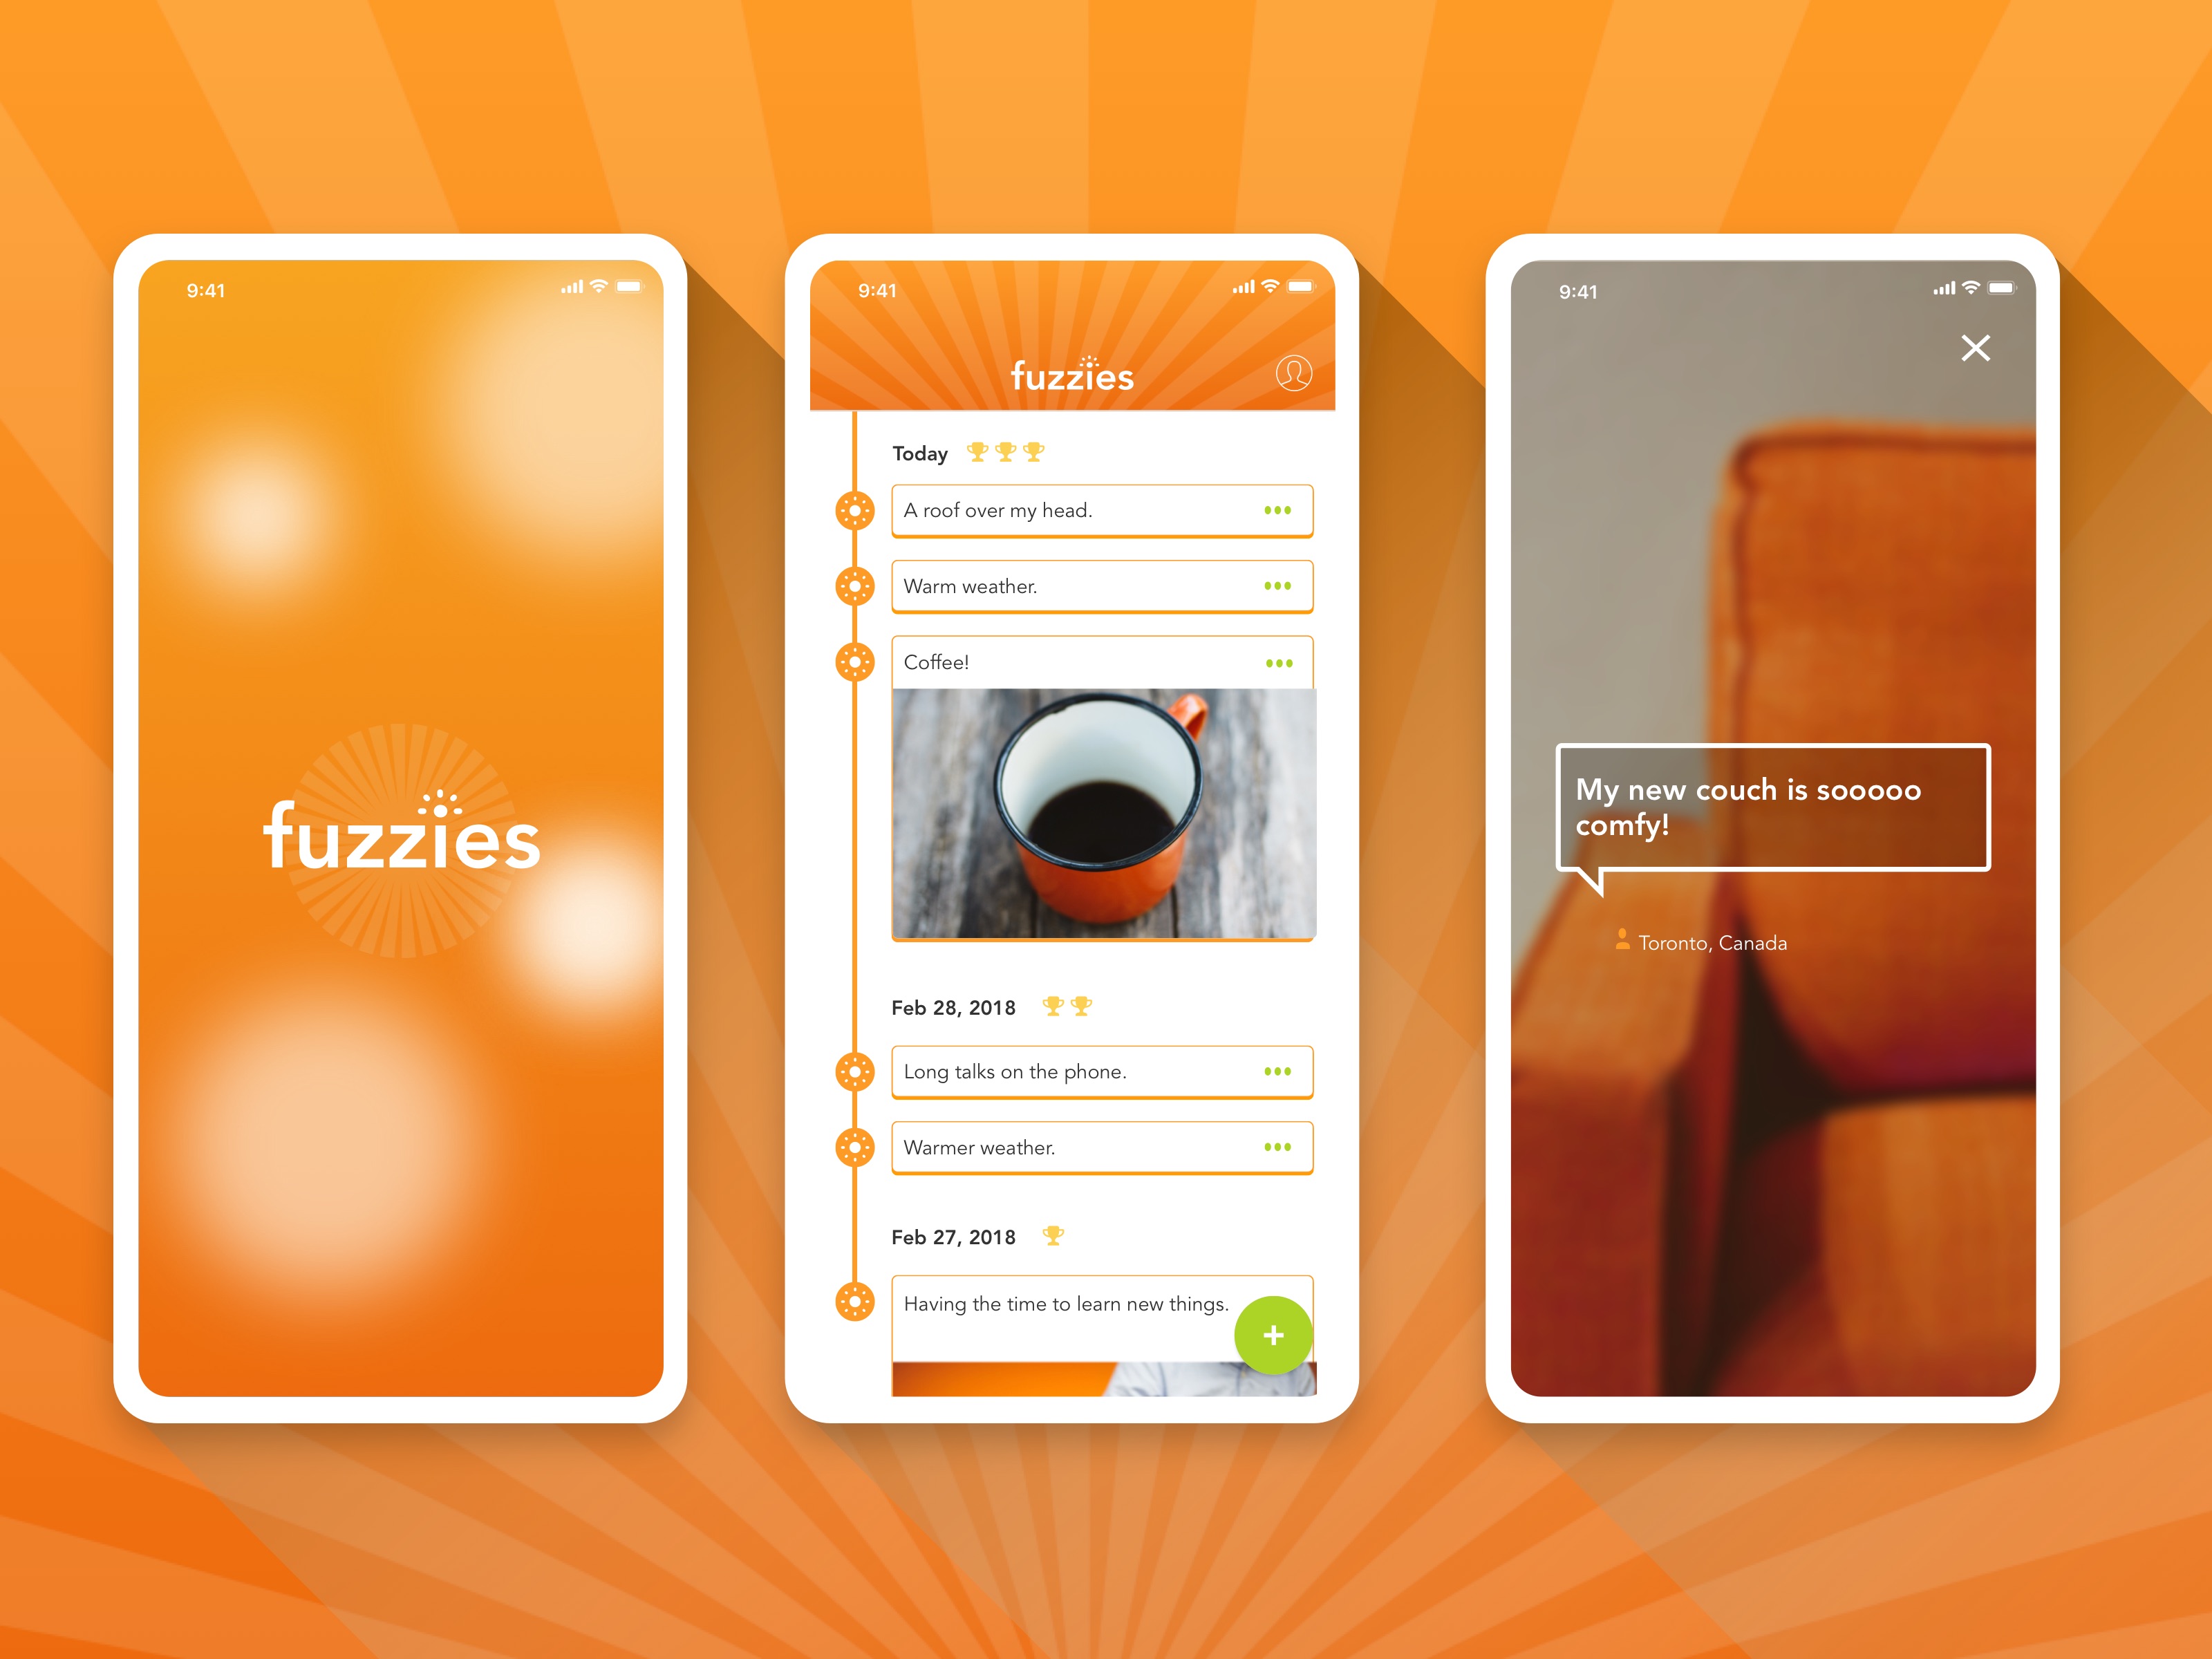 9:41
fuzzies
9:41
fuzzies
Today
A roof over my head.
Warm weather.
Coffee!
Feb 28, 2018
Long talks on the phone.
Warmer weather.
Feb 27, 2018
Having the time to learn new things.
+
9:41
My new couch is sooooo
comfy!
Toronto, Canada